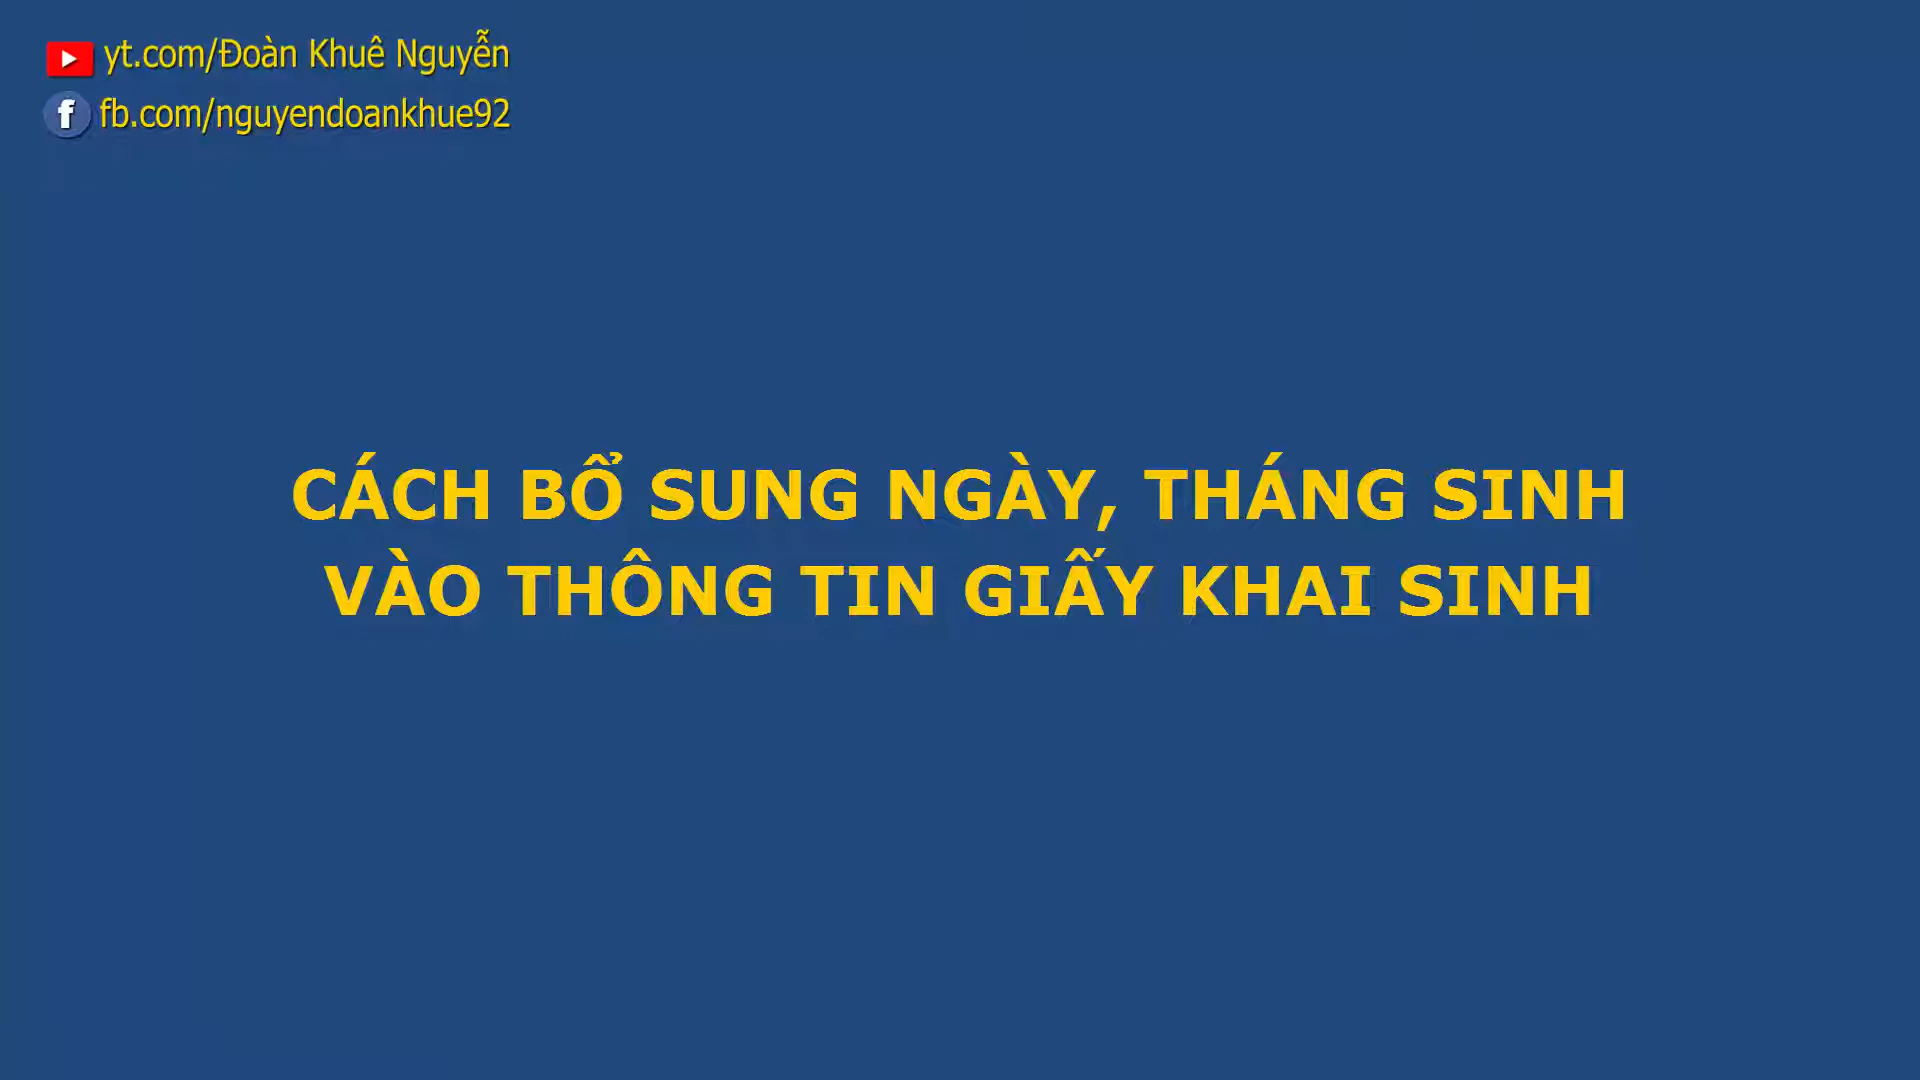 yt.com/Đoàn Khuê Nguyễn
fb.com/nguyendoankhue92
CÁCH BỔ SUNG NGÀY, THÁNG SINH
VÀO THÔNG TIN GIẤY KHAI SINH